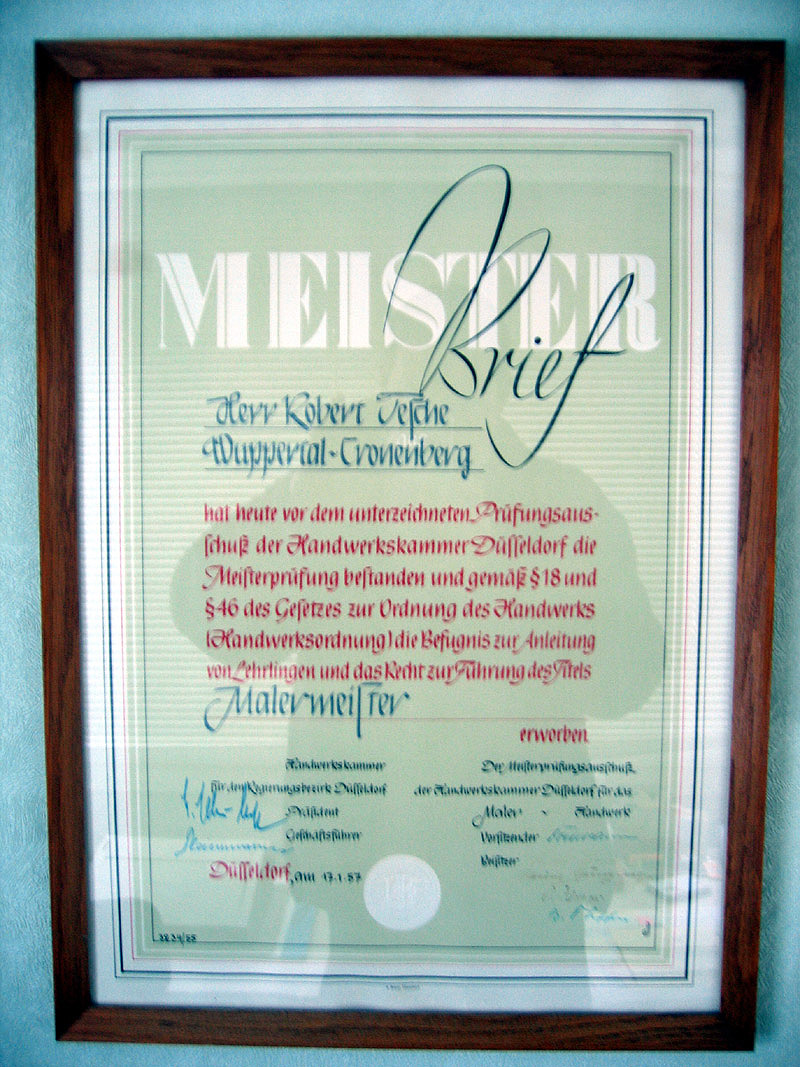 MEISTER
Brief
Herr Robert Tesche
Wuppertal-Cronenberg
hat heute vor dem unterzeichneten Prüfungsaus-
schuß der Handwerkskammer Düsseldorf die
Meisterprüfung bestanden und gemäß § 18 und
§ 46 des Gesetzes zur Ordnung des Handwerks
(Handwerksordnung) die Befugnis zur Anleitung
von Lehrlingen und das Recht zur Führung des Titels
Malermeister
erworben.
Handwerkskammer
für den Regierungsbezirk Düsseldorf
Präsident
Geschäftsführer
Düsseldorf, am 17.1.57
Der Meisterprüfungsausschuß,
der Handwerkskammer Düsseldorf für das
Maler - Handwerk
Vorsitzender
Beisitzer